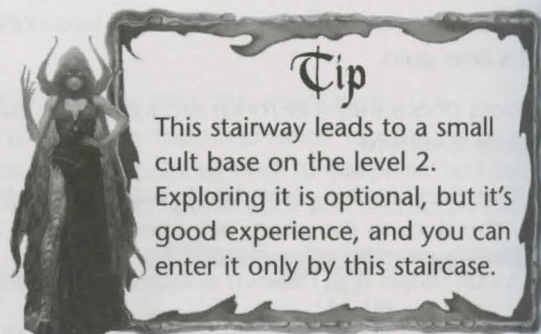 Tip
This stairway leads to a small
cult base on the level 2.
Exploring it is optional, but it's
good experience, and you can
enter it only by this staircase.